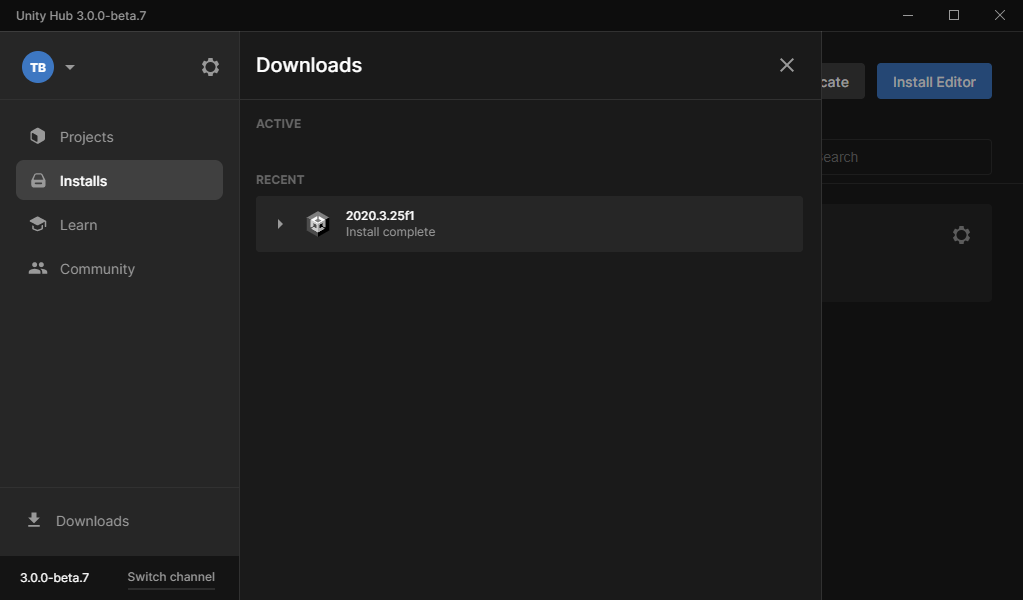 Unity Hub 3.0.0-beta.7
TB
Projects
Installs
Learn
Community
Downloads
3.0.0-beta.7 Switch channel
Downloads
ACTIVE
RECENT
2020.3.25f1
Install complete
cate
Install Editor
earch